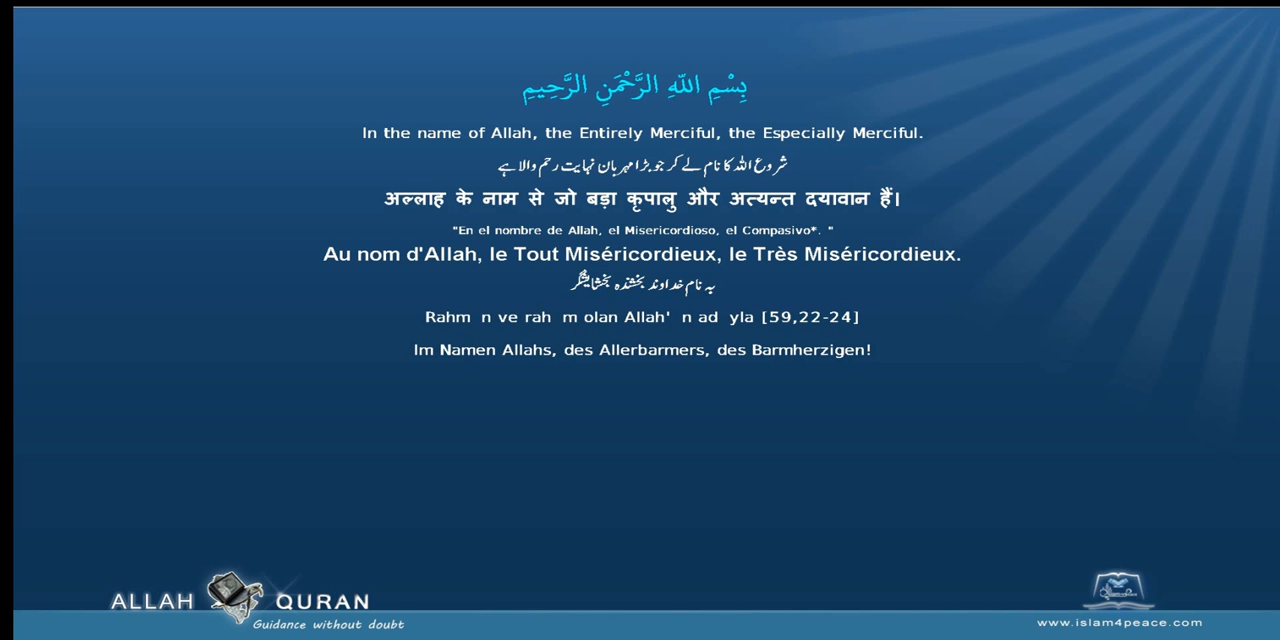 بِسْمِ اللَّهِ الرَّحْمَنِ الرَّحِيمِ
In the name of Allah, the Entirely Merciful, the Especially Merciful.
شروع اللہ کا نام لے کر جو بڑا مہربان نہایت رحم والا ہے
अल्लाह के नाम से जो बड़ा कृपालु और अत्यन्त दयावान हैं।
"En el nombre de Allah, el Misericordioso, el Compasivo*. "
Au nom d'Allah, le Tout Miséricordieux, le Très Miséricordieux.
به نام خداوند بخشنده بخشایشگر
Rahm n ve rah m olan Allah' n ad yla [59,22-24]
Im Namen Allahs, des Allerbarmers, des Barmherzigen!
ALLAH QURAN
Guidance without doubt
www.islam4peace.com